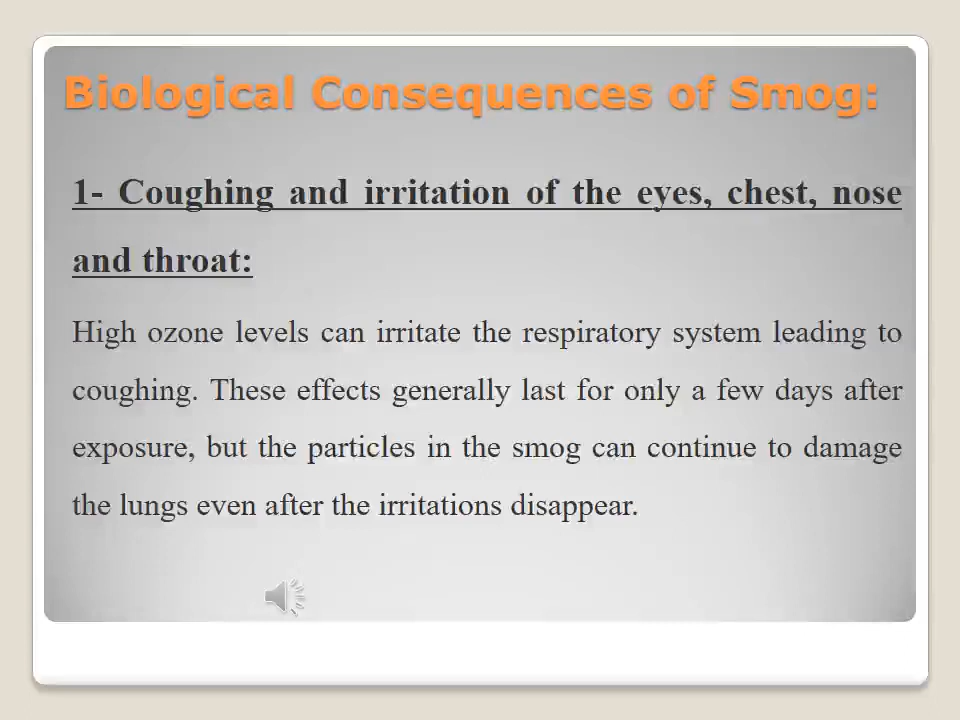 Biological Consequences of Smog:
1- Coughing and irritation of the eyes, chest, nose
and throat:
High ozone levels can irritate the respiratory system leading to
coughing. These effects generally last for only a few days after
exposure, but the particles in the smog can continue to damage
the lungs even after the irritations disappear.